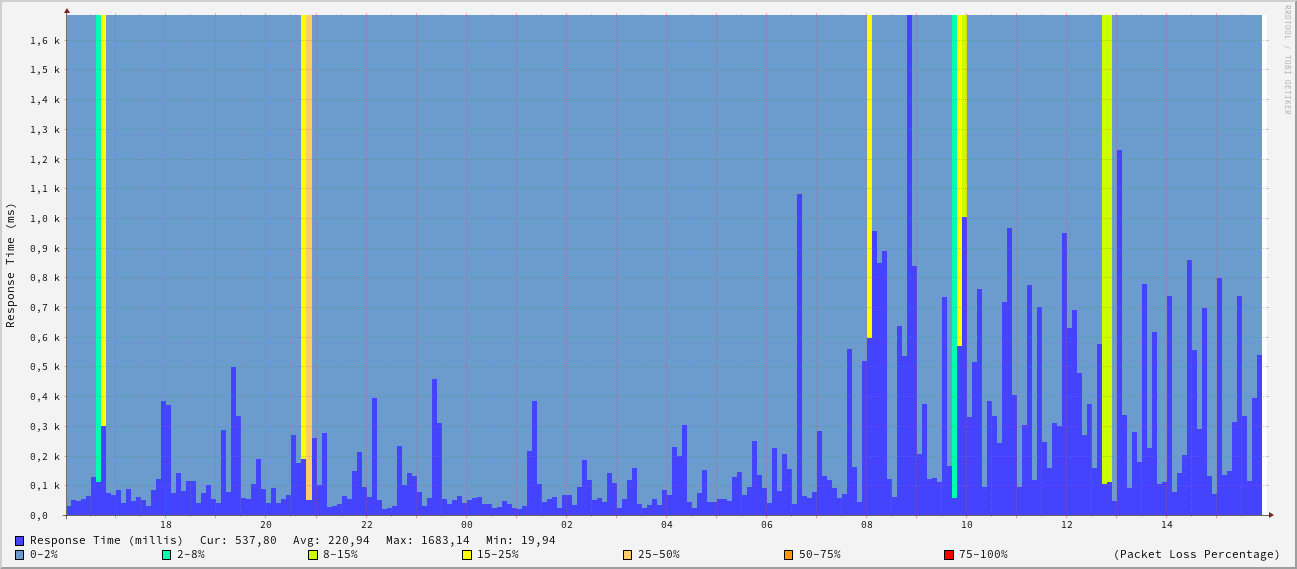 RRDTOOL / TOBI OETIKER
Response Time (ms)
1,6 k
1,5 k
1,4 k
1,3 k
1,2 k
1,1 k
1,0 k
0,9 k
0,8 k
0,7 k
0,6 k
0,5 k
0,4 k
0,3 k
0,2 k
0,1 k
0,0
18 20 22 00 02 04 06 08 10 12 14
Response Time (millis) Cur: 537,80 Avg: 220,94 Max: 1683,14 Min: 19,94
0-2% 2-8% 8-15% 15-25% 25-50% 50-75% 75-100% (Packet Loss Percentage)